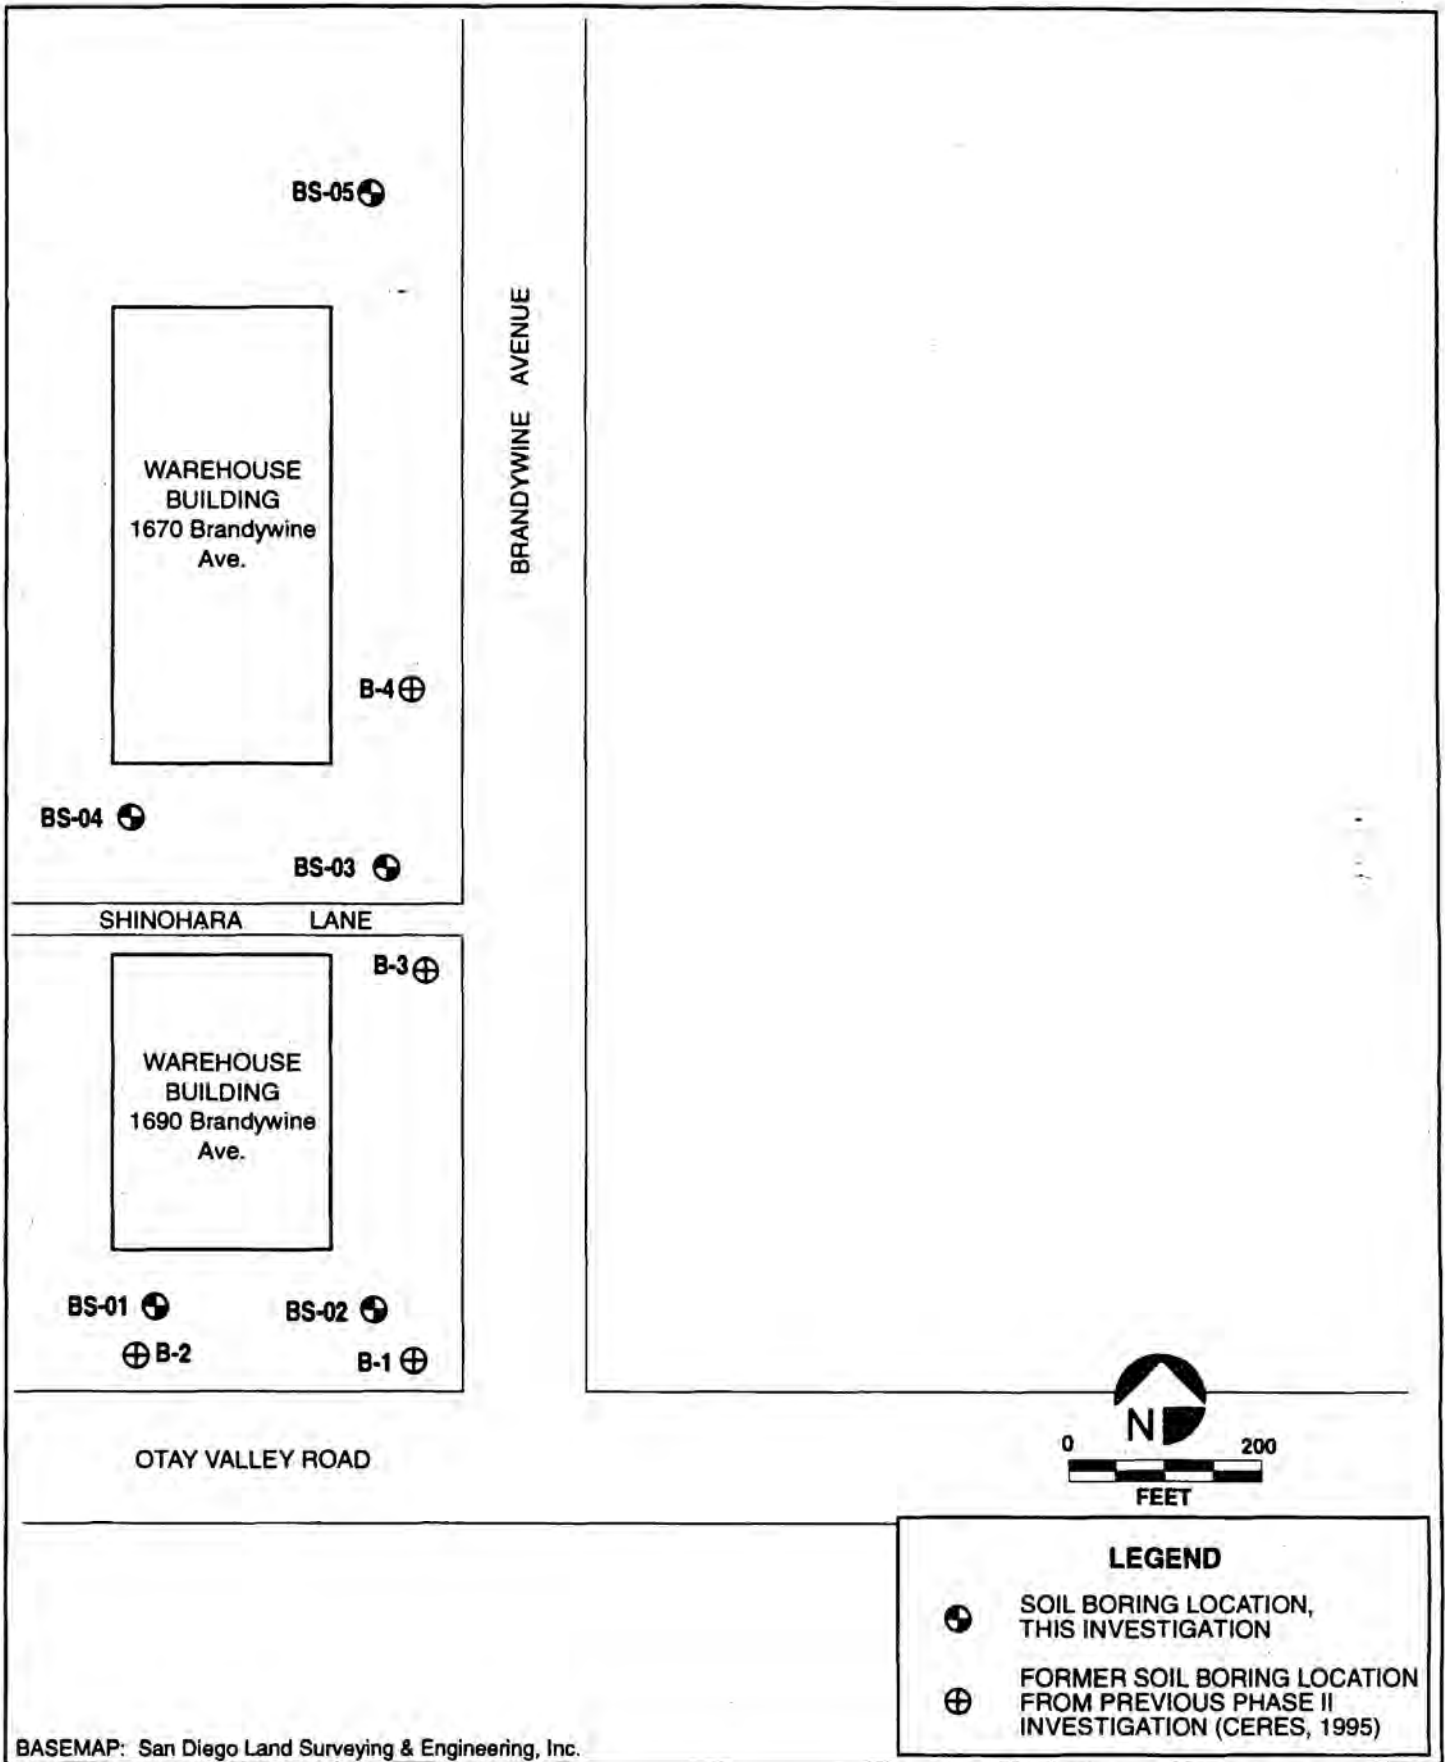 BS-05
BRANDYWINE AVENUE
WAREHOUSE
BUILDING
1670 Brandywine
Ave.
B-4
BS-04
BS-03
SHINOHARA LANE
B-3
WAREHOUSE
BUILDING
1690 Brandywine
Ave.
BS-01
BS-02
B-2
B-1
N
OTAY VALLEY ROAD
0 200
FEET
LEGEND
SOIL BORING LOCATION,
THIS INVESTIGATION
FORMER SOIL BORING LOCATION
FROM PREVIOUS PHASE II
INVESTIGATION (CERES, 1995)
BASEMAP: San Diego Land Surveying & Engineering, Inc.